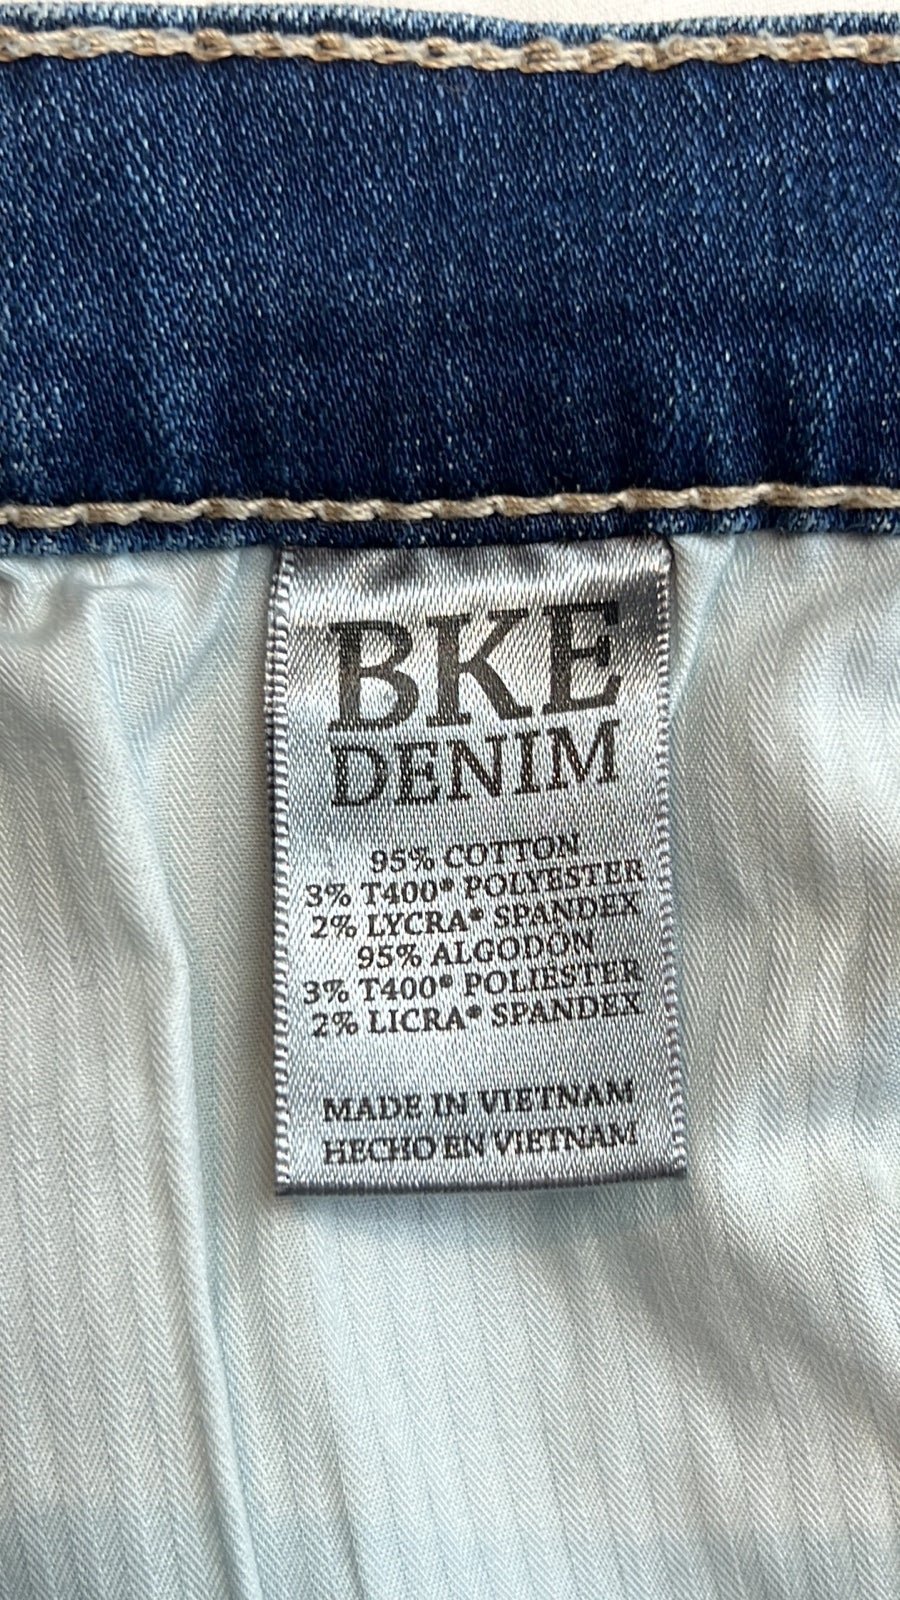 BKE
DENIM
95% COTTON
3% T400® POLYESTER
2% LYCRA® SPANDEX
95% ALGODÓN
3% T400® POLIÉSTER
2% LICRA® SPANDEX
MADE IN VIETNAM
HECHO EN VIETNAM